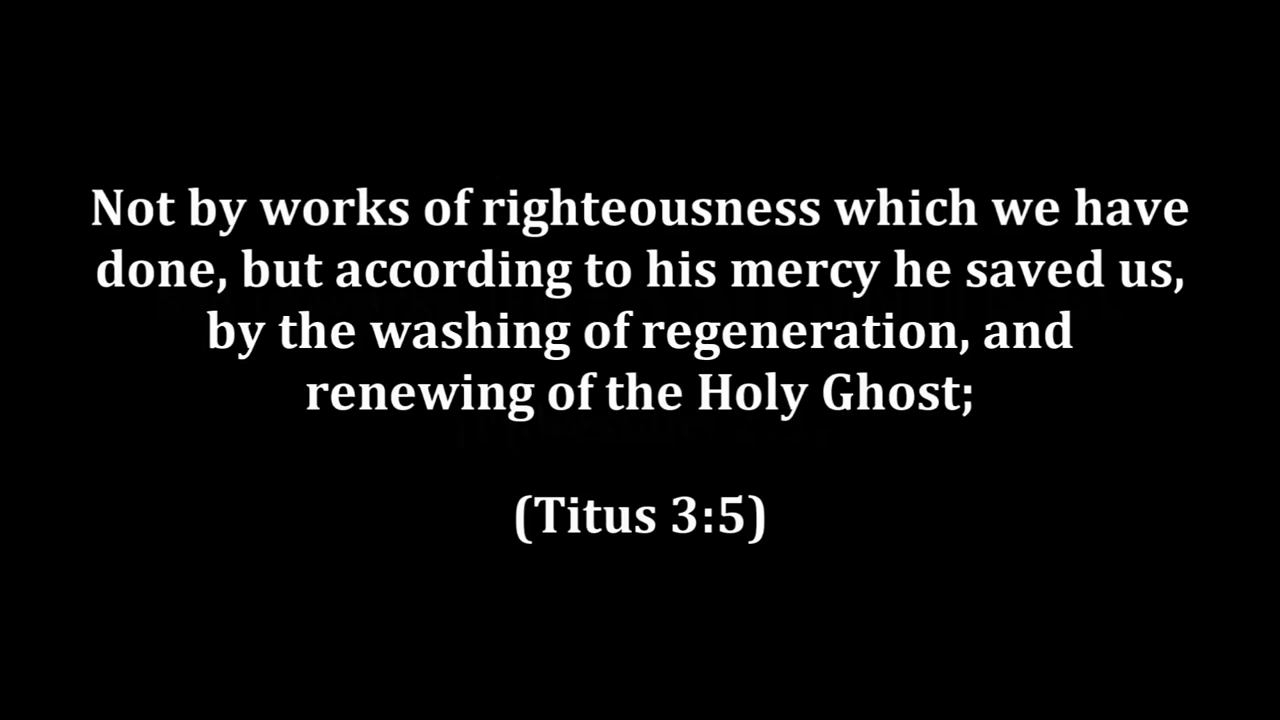 Not by works of righteousness which we have
done, but according to his mercy he saved us,
by the washing of regeneration, and
renewing of the Holy Ghost;
(Titus 3:5)